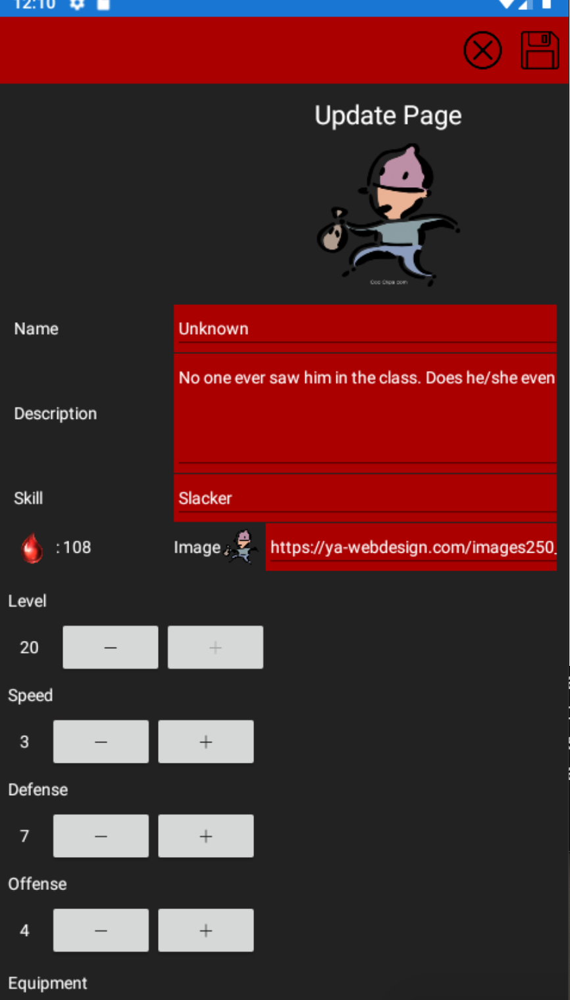 12:10
Update Page
Name
Unknown
Description
No one ever saw him in the class. Does he/she even
Skill
Slacker
: 108
Image
https://ya-webdesign.com/images250_
Level
20
−
+
Speed
3
−
+
Defense
7
−
+
Offense
4
−
+
Equipment